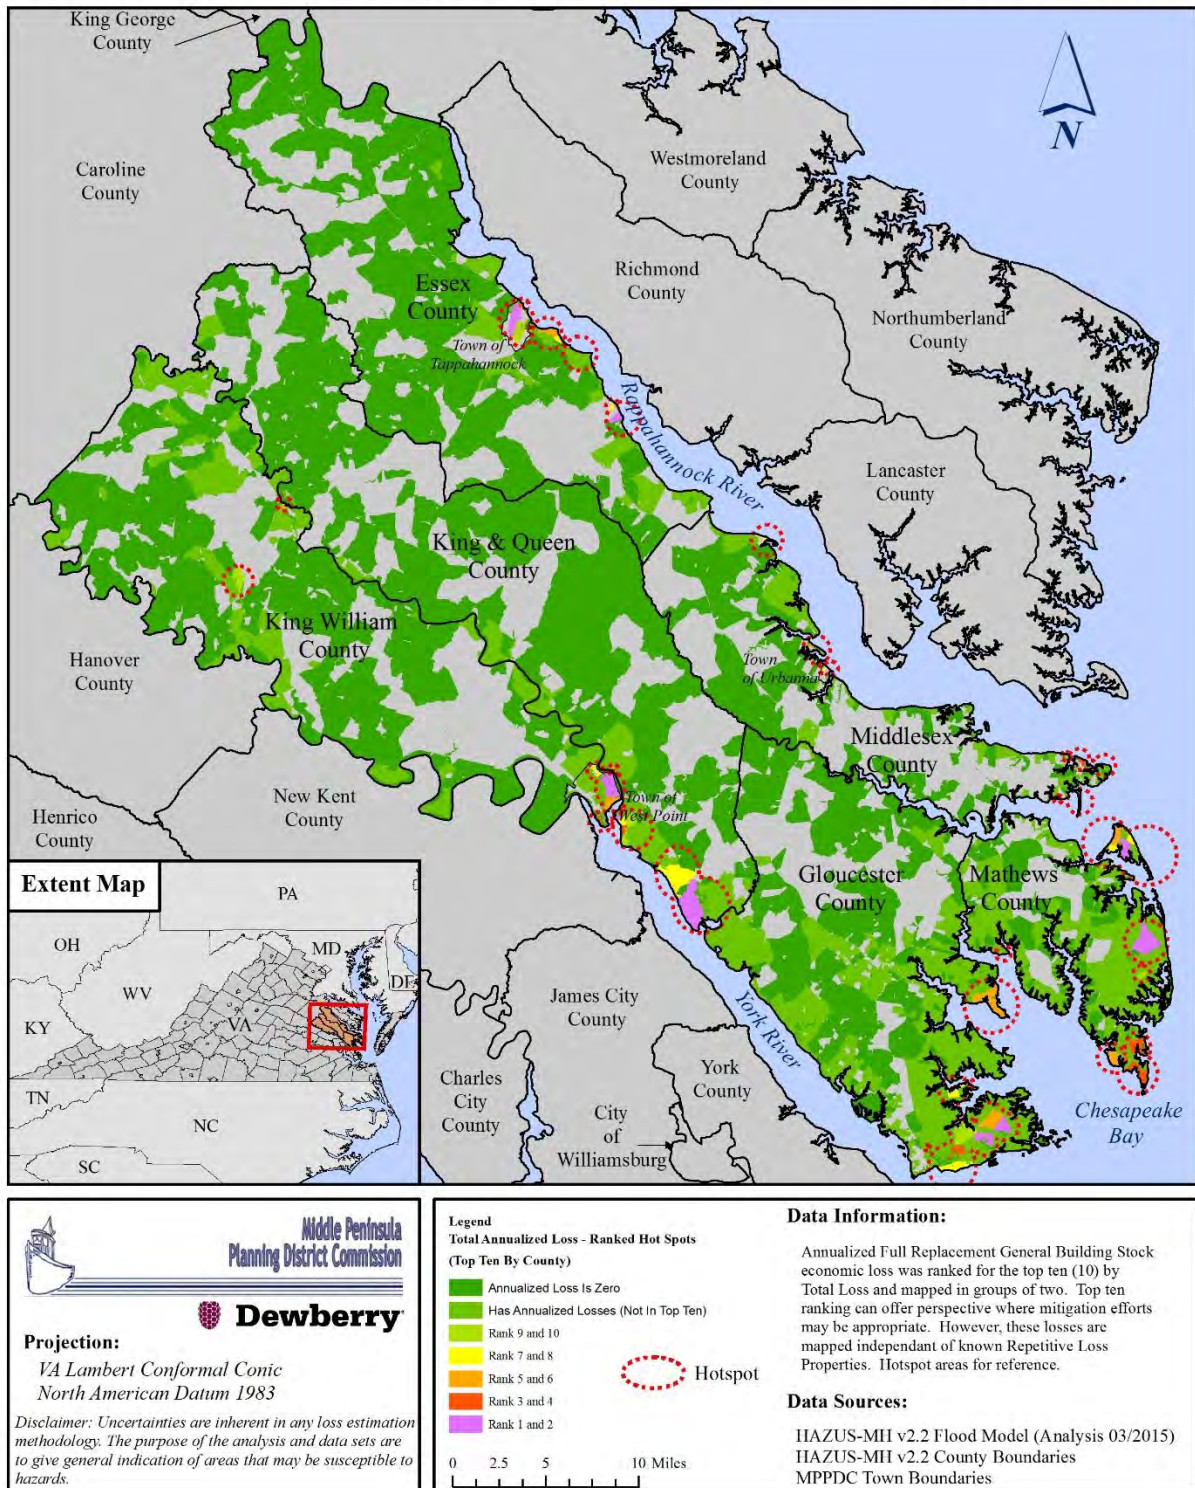 King George
County
Caroline
County
Westmoreland
County
Richmond
County
Northumberland
County
Essex
County
Town of
Tappahannock
Rappahannock River
Lancaster
County
King & Queen
County
King William
County
Hanover
County
Town
of Urbanna
Middlesex
County
New Kent
County
Henrico
County
Town of
West Point
Gloucester
County
Mathews
County
James City
County
York River
York
County
Charles
City
County
City
of
Williamsburg
Chesapeake
Bay
N
Extent Map
PA
OH
MD
DE
WV
KY
VA
TN
NC
SC
Middle Peninsula
Planning District Commission
Dewberry
Projection:
VA Lambert Conformal Conic
North American Datum 1983
Disclaimer: Uncertainties are inherent in any loss estimation
methodology. The purpose of the analysis and data sets are
to give general indication of areas that may be susceptible to
hazards.
Legend
Total Annualized Loss - Ranked Hot Spots
(Top Ten By County)
Annualized Loss Is Zero
Has Annualized Losses (Not In Top Ten)
Rank 9 and 10
Rank 7 and 8
Rank 5 and 6
Rank 3 and 4
Rank 1 and 2
Hotspot
0 2.5 5 10 Miles
Data Information:
Annualized Full Replacement General Building Stock
economic loss was ranked for the top ten (10) by
Total Loss and mapped in groups of two. Top ten
ranking can offer perspective where mitigation efforts
may be appropriate. However, these losses are
mapped independant of known Repetitive Loss
Properties. Hotspot areas for reference.
Data Sources:
HAZUS-MH v2.2 Flood Model (Analysis 03/2015)
HAZUS-MH v2.2 County Boundaries
MPPDC Town Boundaries